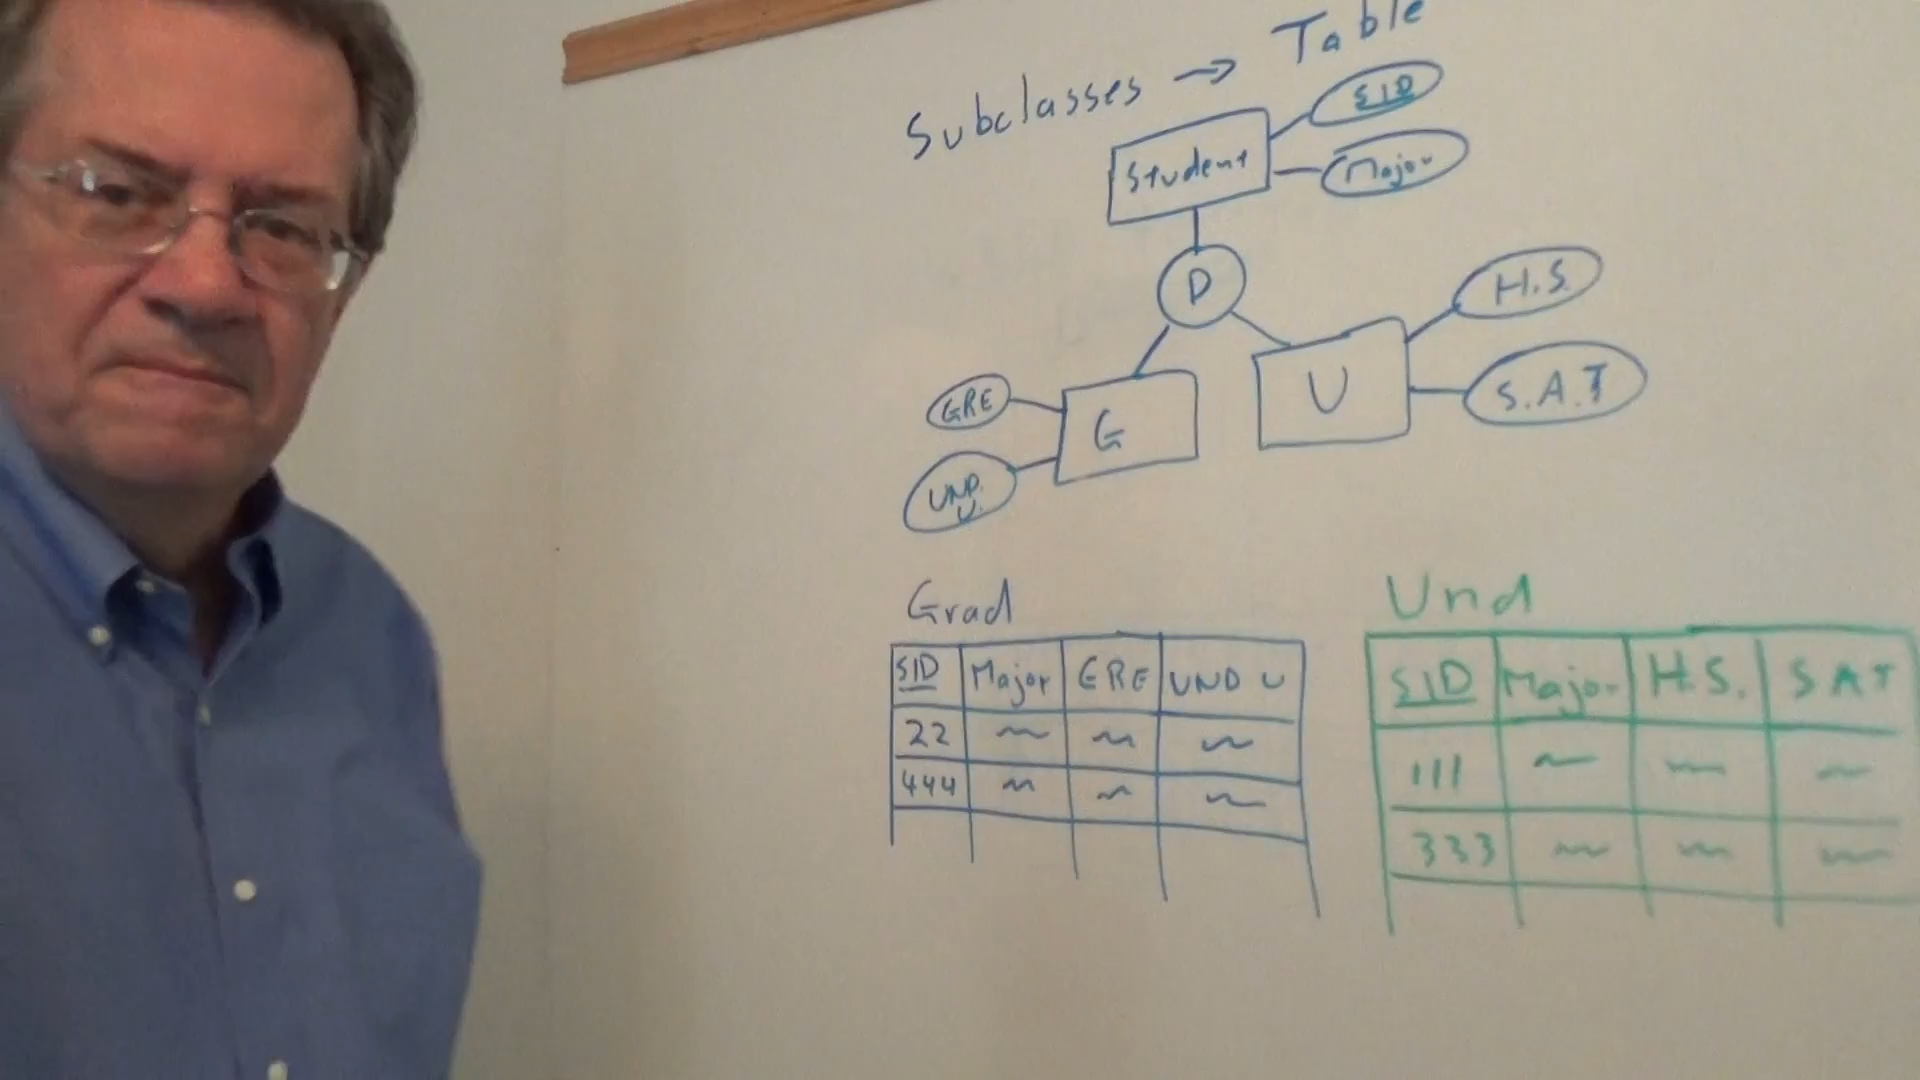 Subclasses → Table
SID
Student
Major
D
H.S.
U
S.A.T
GRE
G
UND.
U.
Grad
SID Major GRE UND U
22
444
Und
SID Major H.S. SAT
111
333